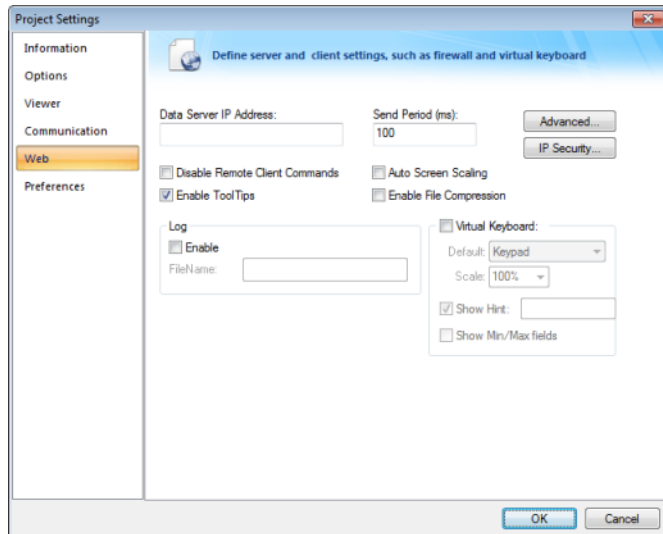 Project Settings
Information
Options
Viewer
Communication
Web
Preferences
Define server and client settings, such as firewall and virtual keyboard
Data Server IP Address:
Send Period (ms):
100
Advanced...
IP Security...
Disable Remote Client Commands
Auto Screen Scaling
Enable ToolTips
Enable File Compression
Log
Enable
FileName:
Virtual Keyboard:
Default: Keypad
Scale: 100%
Show Hint:
Show Min/Max fields
OK
Cancel